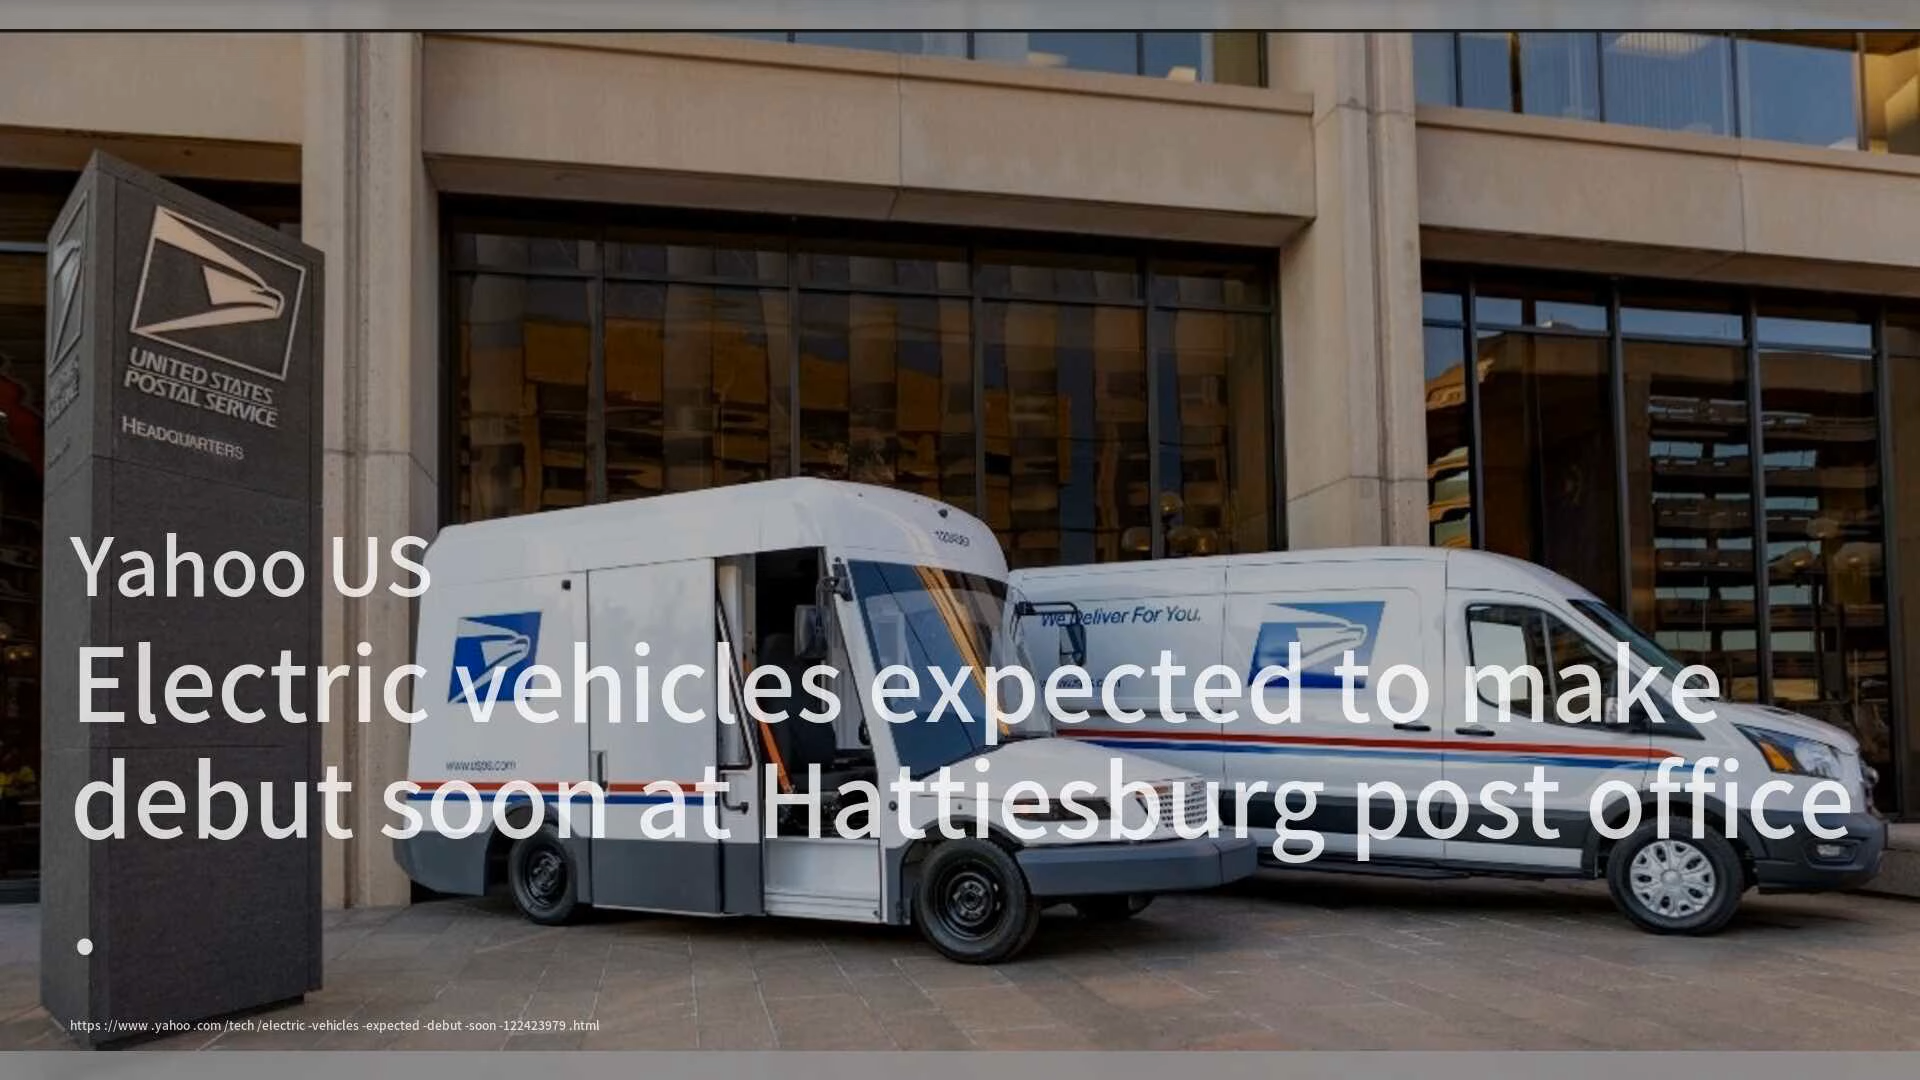 UNITED STATES
POSTAL SERVICE
HEADQUARTERS
We Deliver For You.
www.usps.com
Yahoo US
Electric vehicles expected to make
debut soon at Hattiesburg post office
.
https://www.yahoo.com/tech/electric-vehicles-expected-debut-soon-122423979.html